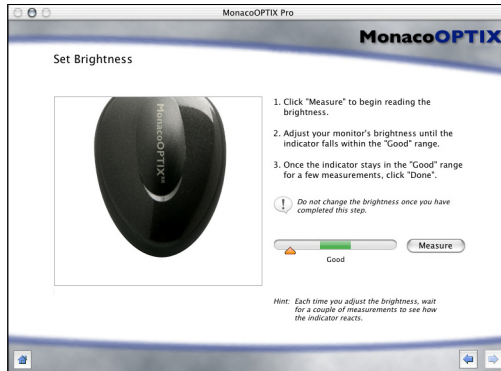 MonacoOPTIX Pro
MonacoOPTIX
Set Brightness
MonacoOPTIX
1. Click "Measure" to begin reading the
brightness.
2. Adjust your monitor's brightness until the
indicator falls within the "Good" range.
3. Once the indicator stays in the "Good" range
for a few measurements, click "Done".
! Do not change the brightness once you have
completed this step.
Measure
Good
Hint: Each time you adjust the brightness, wait
for a couple of measurements to see how
the indicator reacts.